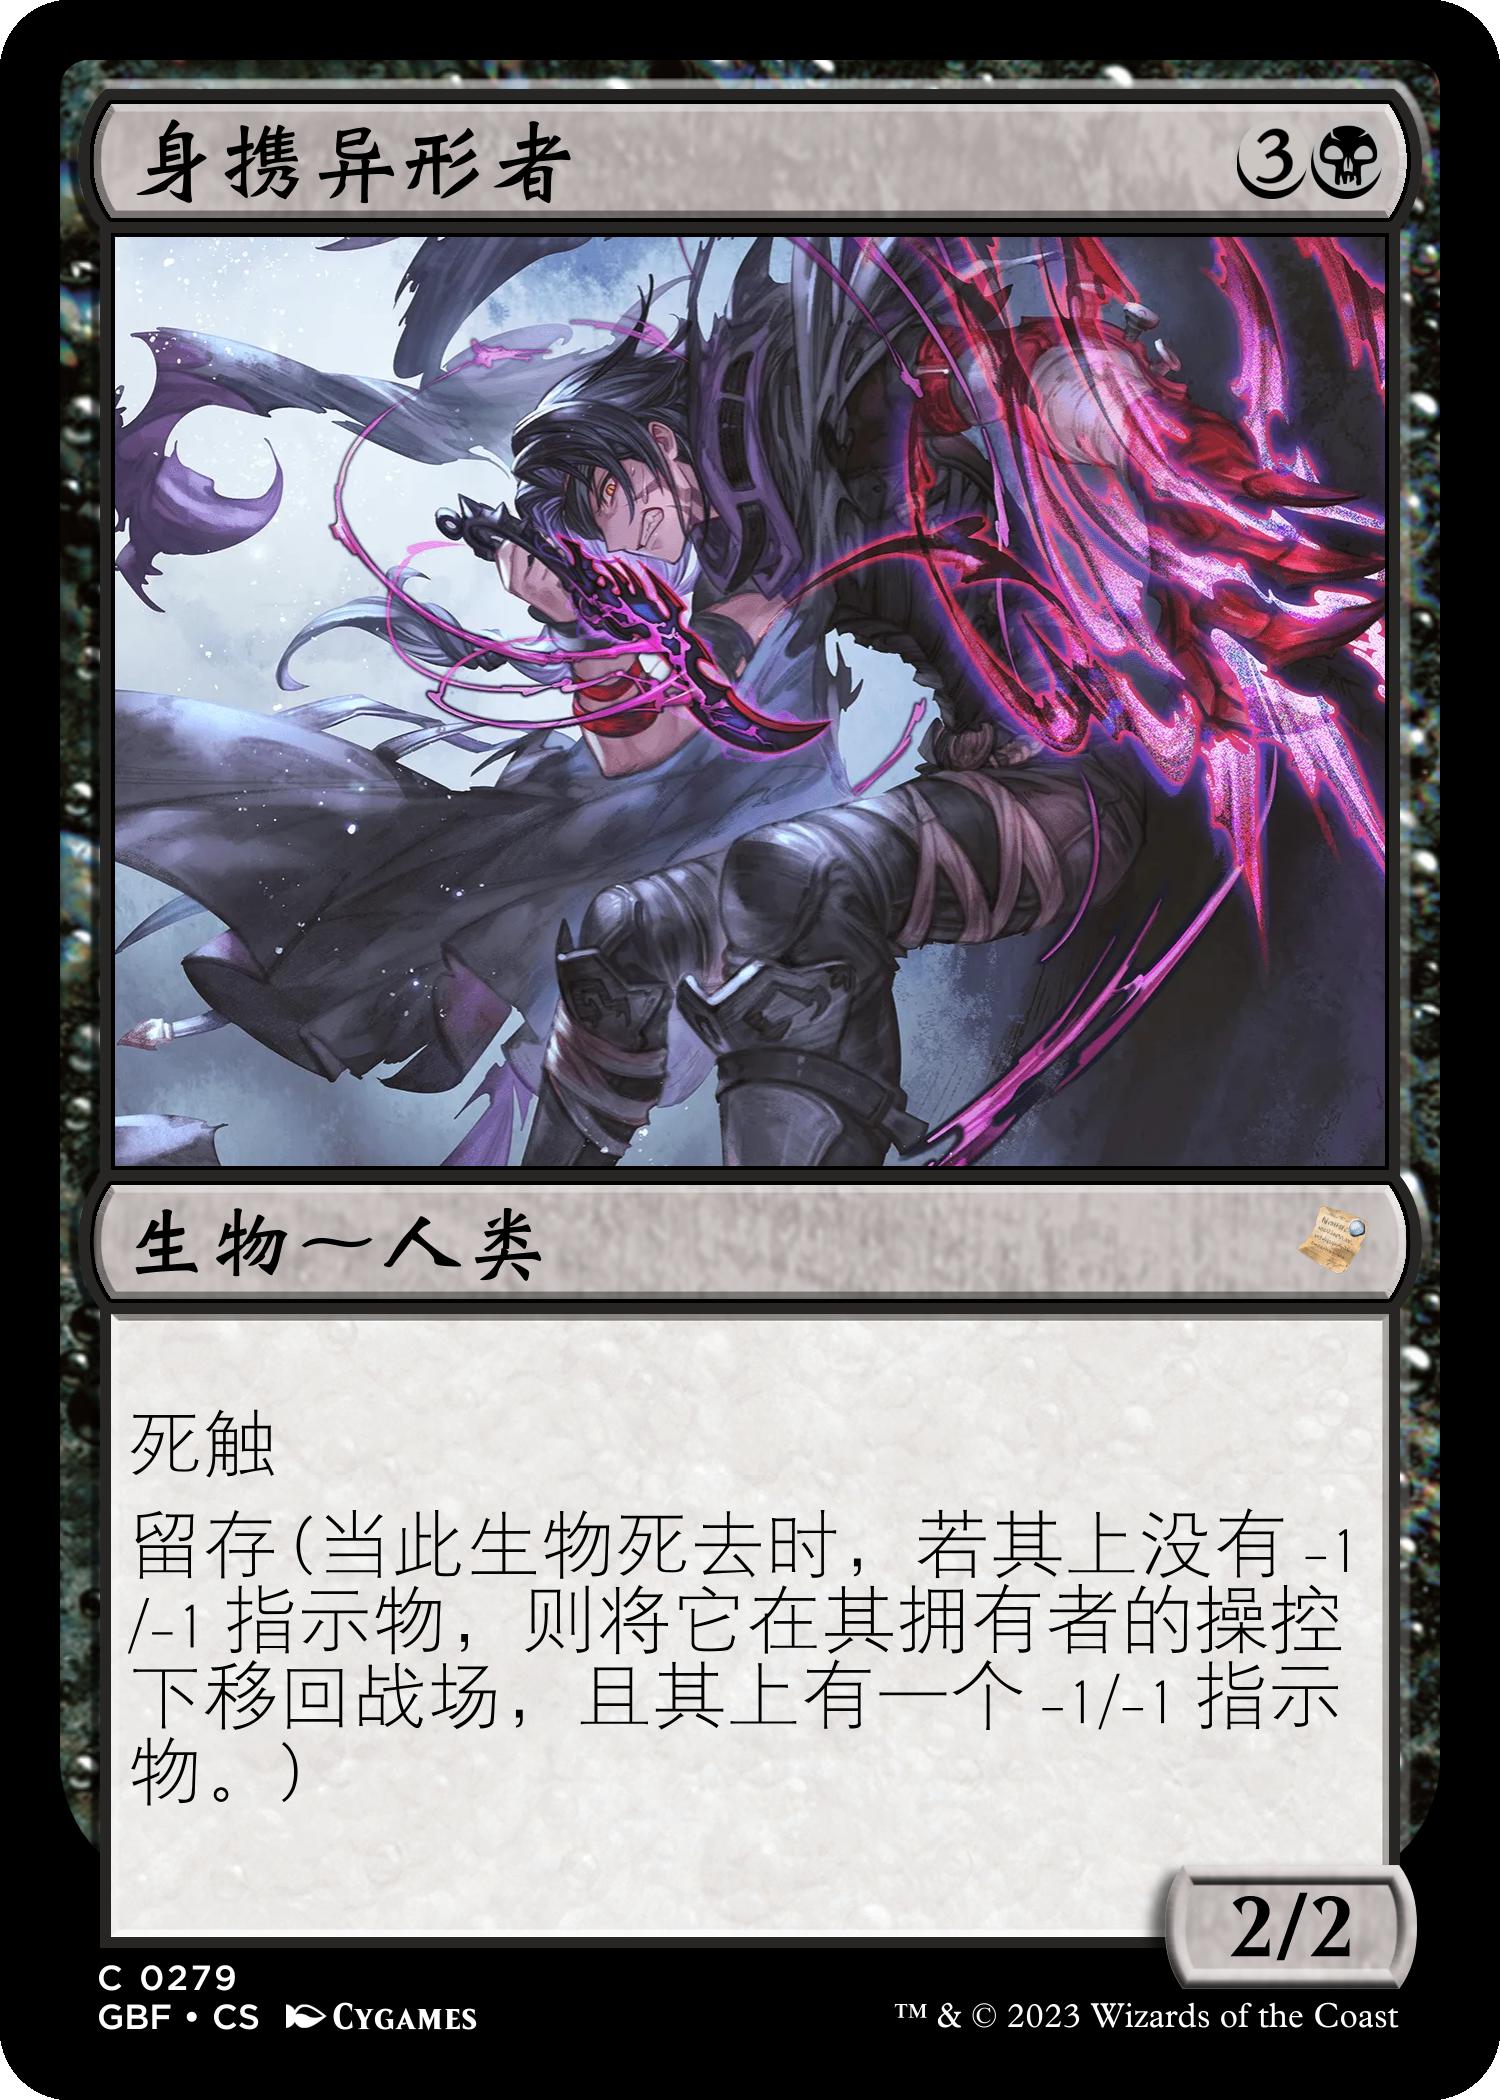 身携异形者
3
生物～人类
死触
留存(当此生物死去时，若其上没有 -1
/-1 指示物，则将它在其拥有者的操控
下移回战场，且其上有一个 -1/-1 指示
物。)
2/2
C 0279
GBF • CS CYGAMES
™ & © 2023 Wizards of the Coast